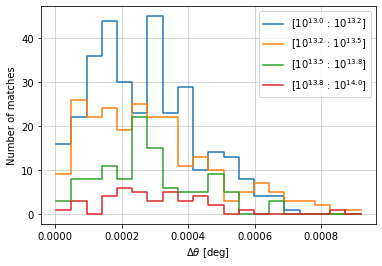 [10^13.0 : 10^13.2]
[10^13.2 : 10^13.5]
[10^13.5 : 10^13.8]
[10^13.8 : 10^14.0]
Number of matches
40
30
20
10
0
0.0000 0.0002 0.0004 0.0006 0.0008
Δθ [deg]